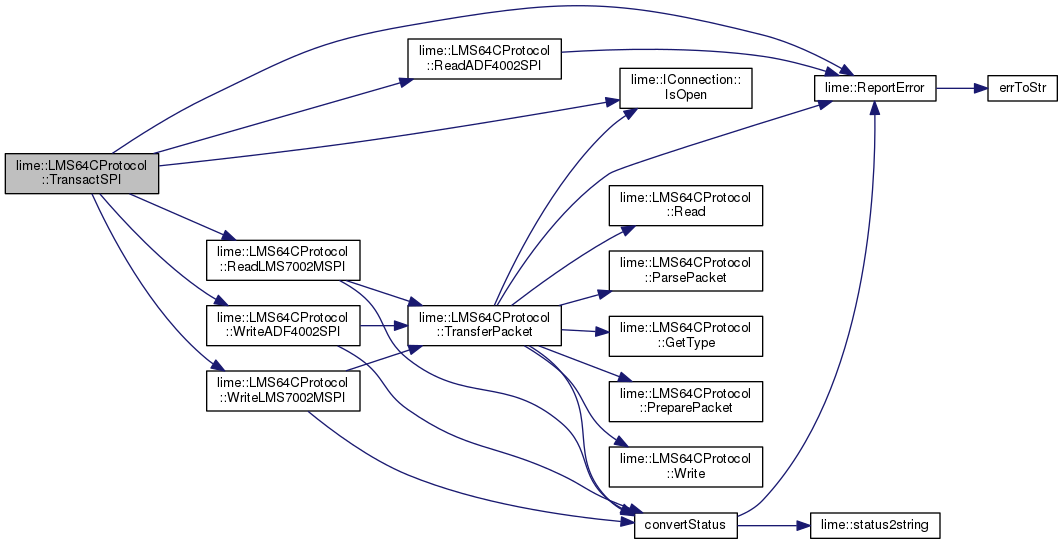 lime::LMS64CProtocol
::TransactSPI
lime::LMS64CProtocol
::ReadADF4002SPI
lime::IConnection::
IsOpen
lime::ReportError
errToStr
lime::LMS64CProtocol
::Read
lime::LMS64CProtocol
::ReadLMS7002MSPI
lime::LMS64CProtocol
::ParsePacket
lime::LMS64CProtocol
::WriteADF4002SPI
lime::LMS64CProtocol
::TransferPacket
lime::LMS64CProtocol
::GetType
lime::LMS64CProtocol
::WriteLMS7002MSPI
lime::LMS64CProtocol
::PreparePacket
lime::LMS64CProtocol
::Write
convertStatus
lime::status2string